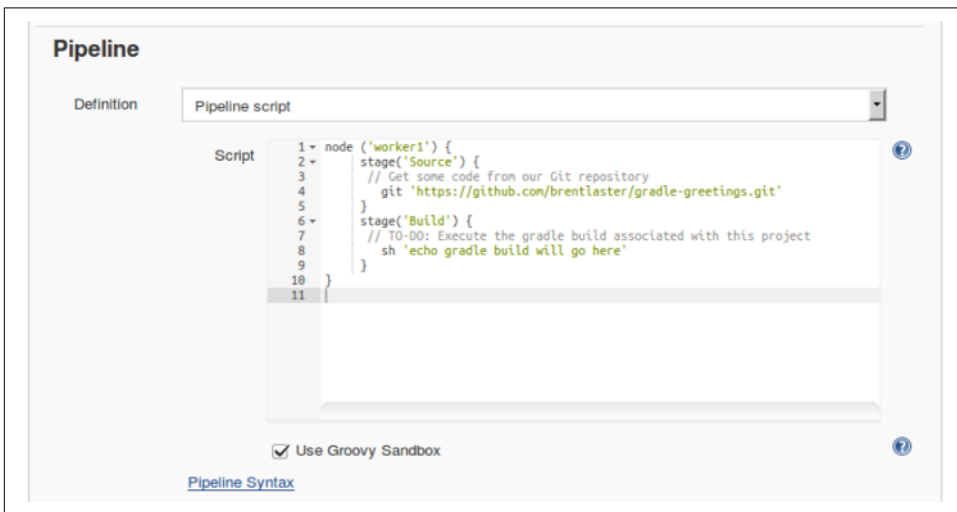 Pipeline
Definition
Pipeline script
Script
1 node ('worker1') {
2 stage('Source') {
3 // Get some code from our Git repository
4 git 'https://github.com/brentlaster/gradle-greetings.git'
5 }
6 stage('Build') {
7 // TO-DO: Execute the gradle build associated with this project
8 sh 'echo gradle build will go here'
9 }
10 }
11
Use Groovy Sandbox
Pipeline Syntax